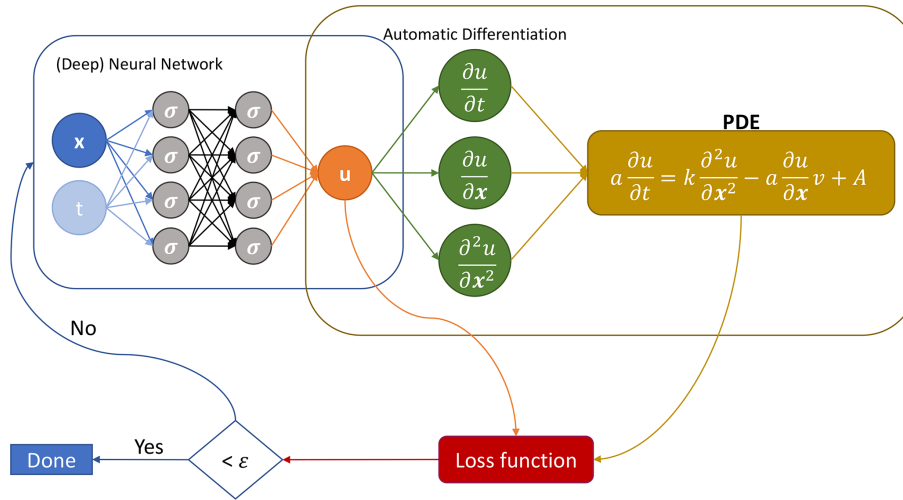 Automatic Differentiation
(Deep) Neural Network
x
t
σ σ
σ σ
σ σ
σ σ
u
∂u/∂t
∂u/∂x
∂²u/∂x²
PDE
a ∂u/∂t = k ∂²u/∂x² − a ∂u/∂x v + A
No
Yes
Done
< ε
Loss function